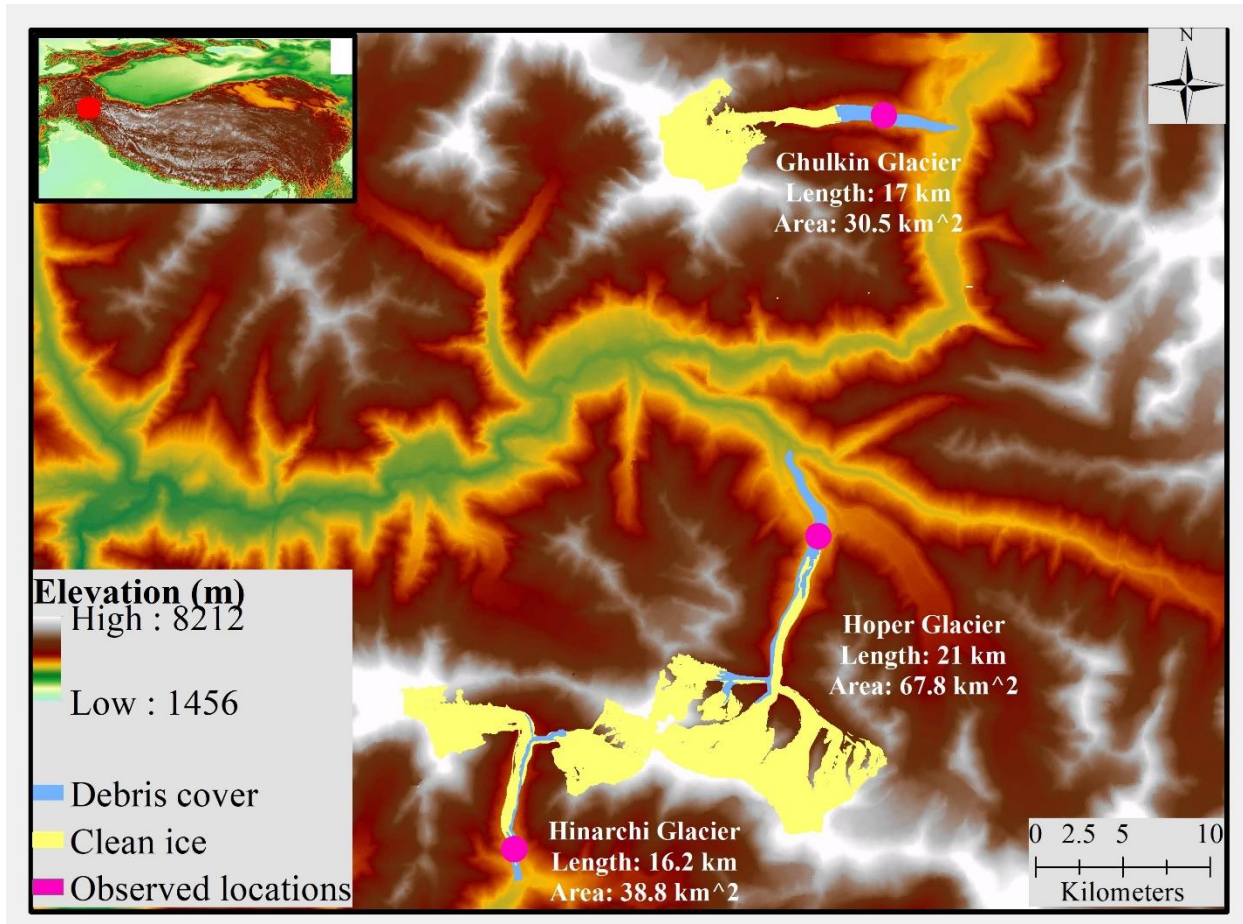 N
Ghulkin Glacier
Length: 17 km
Area: 30.5 km^2
Hoper Glacier
Length: 21 km
Area: 67.8 km^2
Hinarchi Glacier
Length: 16.2 km
Area: 38.8 km^2
Elevation (m)
High : 8212
Low : 1456
Debris cover
Clean ice
Observed locations
0 2.5 5 10
Kilometers